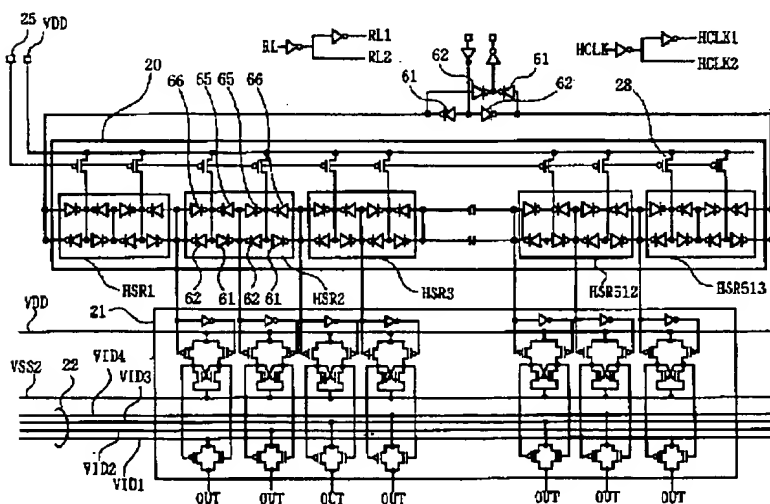 25 VDD
RL RL1
RL2
HCLK HCLK1
HCLK2
20
66 65 65 66
62 61
61 62
28
HSR1
62 61 62 61
HSR2
HSR3
HSR512
HSR513
21
VDD
VSS2
22 VID4
VID3
VID2
VID1
OUT OUT OUT OUT OUT OUT OUT